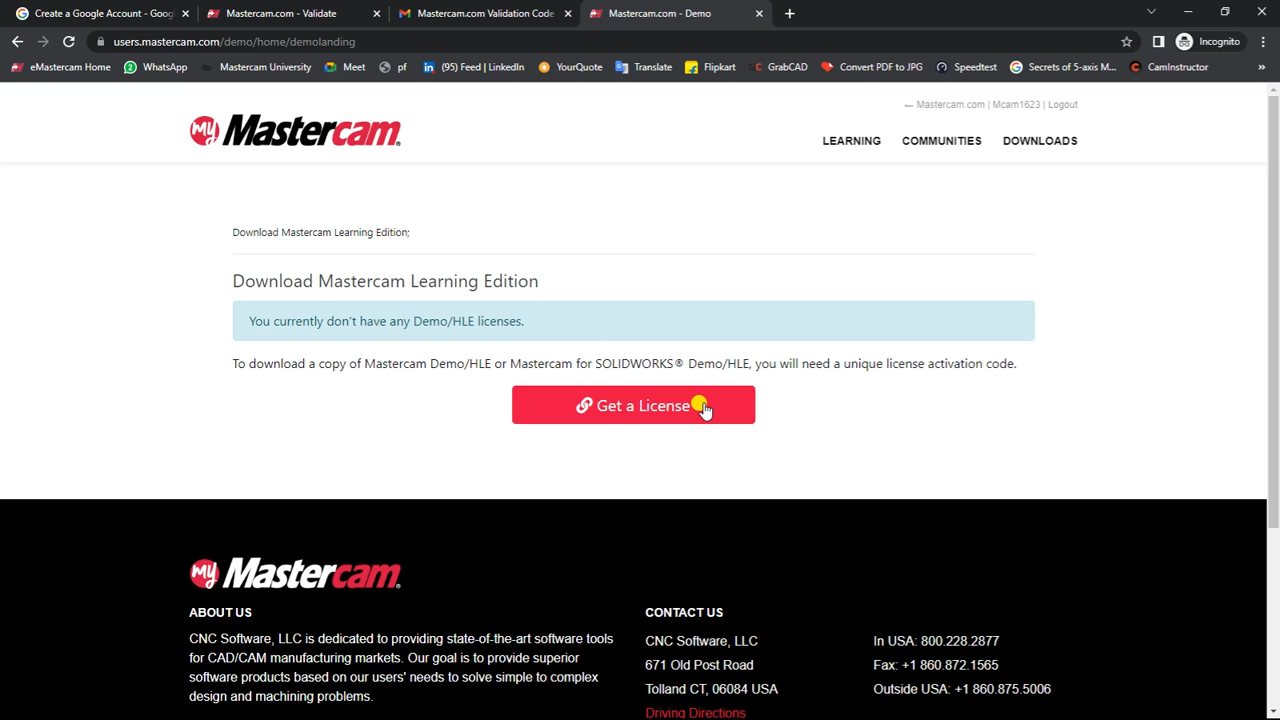 Create a Google Account - Goog
Mastercam.com - Validate
Mastercam.com Validation Code
Mastercam.com - Demo
users.mastercam.com/demo/home/demolanding
Incognito
eMastercam Home
WhatsApp
Mastercam University
Meet
pf
(95) Feed | LinkedIn
YourQuote
Translate
Flipkart
GrabCAD
Convert PDF to JPG
Speedtest
Secrets of 5-axis M...
CamInstructor
»
← Mastercam.com | Mcam1623 | Logout
my Mastercam.
LEARNING COMMUNITIES DOWNLOADS
Download Mastercam Learning Edition;
Download Mastercam Learning Edition
You currently don't have any Demo/HLE licenses.
To download a copy of Mastercam Demo/HLE or Mastercam for SOLIDWORKS® Demo/HLE, you will need a unique license activation code.
Get a License
my Mastercam.
ABOUT US
CNC Software, LLC is dedicated to providing state-of-the-art software tools
for CAD/CAM manufacturing markets. Our goal is to provide superior
software products based on our users' needs to solve simple to complex
design and machining problems.
CONTACT US
CNC Software, LLC
671 Old Post Road
Tolland CT, 06084 USA
Driving Directions
In USA: 800.228.2877
Fax: +1 860.872.1565
Outside USA: +1 860.875.5006